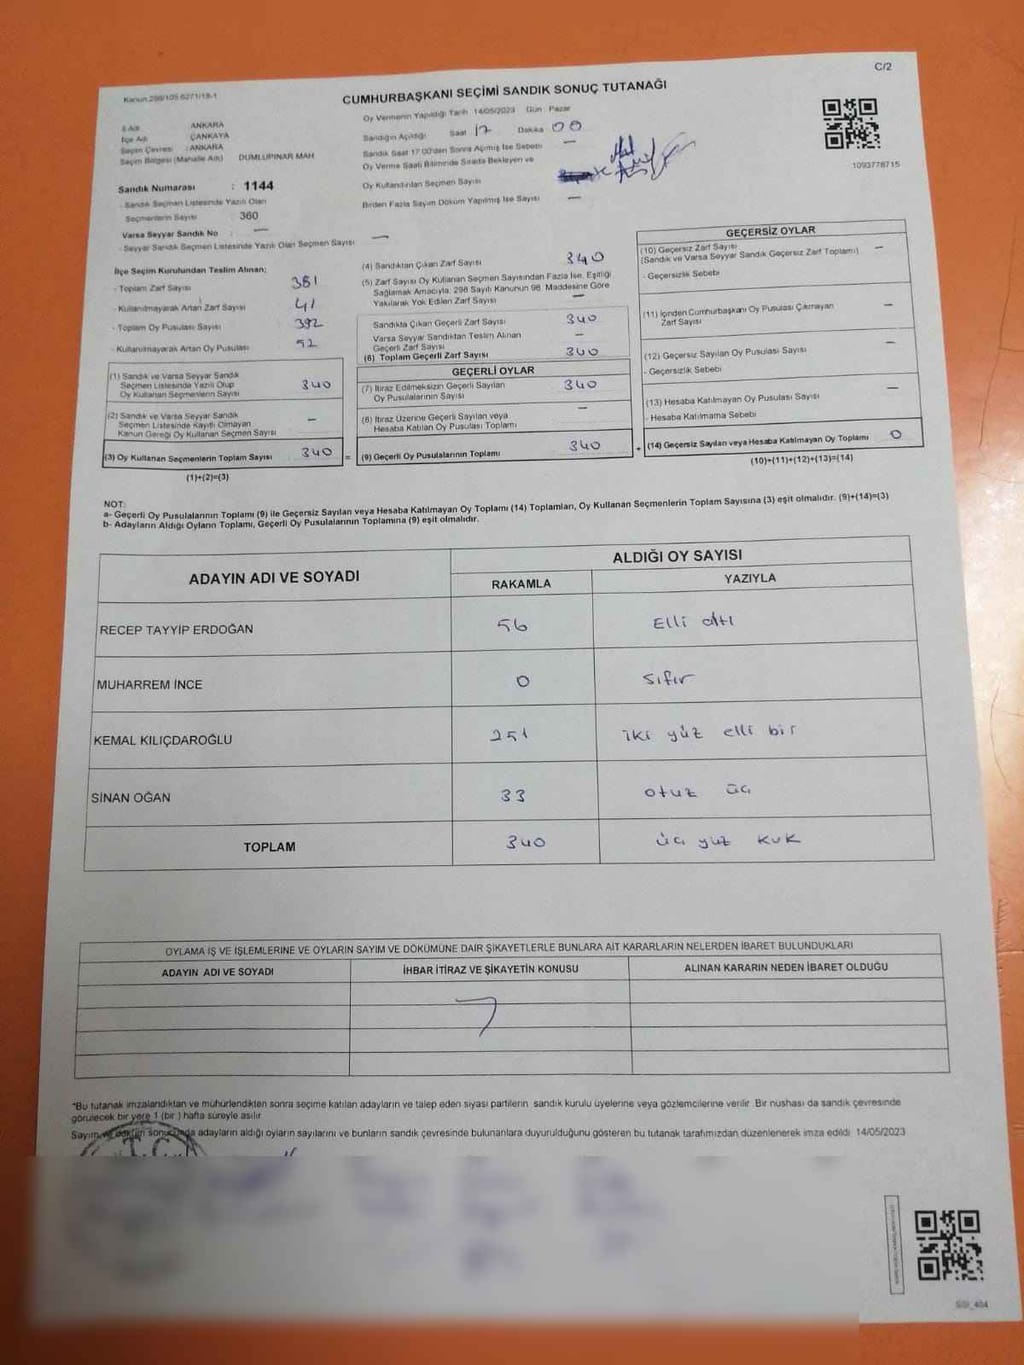 C/2
Kanun 298/105 6271/18-1
CUMHURBAŞKANI SEÇİMİ SANDIK SONUÇ TUTANAĞI
İl Adı ANKARA
İlçe Adı ÇANKAYA
Seçim Çevresi : ANKARA
Seçim Bölgesi (Mahalle Adı) DUMLUPINAR MAH
Sandık Numarası : 1144
- Sandık Seçmen Listesinde Yazılı Olan
Seçmenlerin Sayısı 360
Varsa Seyyar Sandık No : —
- Seyyar Sandık Seçmen Listesinde Yazılı Olan Seçmen Sayısı —
Oy Vermenin Yapıldığı Tarih 14/05/2023 Gün : Pazar
Sandığın Açıldığı Saat 17 Dakika 00
Sandık Saat 17:00'den Sonra Açılmış İse Sebebi —
Oy Verme Saati Bitiminde Sırada Bekleyen ve
Oy Kullandırılan Seçmen Sayısı
Birden Fazla Sayım Döküm Yapılmış İse Sayısı —
1093778715
İlçe Seçim Kurulundan Teslim Alınan;
- Toplam Zarf Sayısı 381
- Kullanılmayarak Artan Zarf Sayısı 41
- Toplam Oy Pusulası Sayısı 392
- Kullanılmayarak Artan Oy Pusulası 52
(1) Sandık ve Varsa Seyyar Sandık
Seçmen Listesinde Yazılı Olup
Oy Kullanan Seçmenlerin Sayısı 340
(2) Sandık ve Varsa Seyyar Sandık
Seçmen Listesinde Kayıtlı Olmayan
Kanun Gereği Oy Kullanan Seçmen Sayısı —
(3) Oy Kullanan Seçmenlerin Toplam Sayısı 340 =
(1)+(2)=(3)
(4) Sandıktan Çıkan Zarf Sayısı 340
(5) Zarf Sayısı Oy Kullanan Seçmen Sayısından Fazla İse, Eşitliği
Sağlamak Amacıyla, 298 Sayılı Kanunun 98. Maddesine Göre
Yakılarak Yok Edilen Zarf Sayısı —
Sandıkta Çıkan Geçerli Zarf Sayısı 340
Varsa Seyyar Sandıktan Teslim Alınan
Geçerli Zarf Sayısı —
(6) Toplam Geçerli Zarf Sayısı 340
GEÇERLİ OYLAR
(7) İtiraz Edilmeksizin Geçerli Sayılan
Oy Pusulalarının Sayısı 340
(8) İtiraz Üzerine Geçerli Sayılan veya
Hesaba Katılan Oy Pusulası Toplamı —
(9) Geçerli Oy Pusulalarının Toplamı 340 +
GEÇERSİZ OYLAR
(10) Geçersiz Zarf Sayısı
(Sandık ve Varsa Seyyar Sandık Geçersiz Zarf Toplamı) —
- Geçersizlik Sebebi
(11) İçinden Cumhurbaşkanı Oy Pusulası Çıkmayan
Zarf Sayısı —
(12) Geçersiz Sayılan Oy Pusulası Sayısı —
- Geçersizlik Sebebi
(13) Hesaba Katılmayan Oy Pusulası Sayısı —
- Hesaba Katılmama Sebebi
(14) Geçersiz Sayılan veya Hesaba Katılmayan Oy Toplamı 0
(10)+(11)+(12)+(13)=(14)
NOT:
a- Geçerli Oy Pusulalarının Toplamı (9) ile Geçersiz Sayılan veya Hesaba Katılmayan Oy Toplamı (14) Toplamları, Oy Kullanan Seçmenlerin Toplam Sayısına (3) eşit olmalıdır. (9)+(14)=(3)
b- Adayların Aldığı Oyların Toplamı, Geçerli Oy Pusulalarının Toplamına (9) eşit olmalıdır.
ADAYIN ADI VE SOYADI ALDIĞI OY SAYISI
RAKAMLA YAZIYLA
RECEP TAYYİP ERDOĞAN 56 Elli altı
MUHARREM İNCE 0 sıfır
KEMAL KILIÇDAROĞLU 251 iki yüz elli bir
SİNAN OĞAN 33 otuz üç
TOPLAM 340 üç yüz kırk
OYLAMA İŞ VE İŞLEMLERİNE VE OYLARIN SAYIM VE DÖKÜMÜNE DAİR ŞİKAYETLERLE BUNLARA AİT KARARLARIN NELERDEN İBARET BULUNDUKLARI
ADAYIN ADI VE SOYADI İHBAR İTİRAZ VE ŞİKAYETİN KONUSU ALINAN KARARIN NEDEN İBARET OLDUĞU
*Bu tutanak imzalandıktan ve mühürlendikten sonra seçime katılan adayların ve talep eden siyasi partilerin, sandık kurulu üyelerine veya gözlemcilerine verilir. Bir nüshası da sandık çevresinde
görülecek bir yere 1 (bir ) hafta süreyle asılır.
Sayım ve döküm sonucunda adayların aldığı oyların sayılarını ve bunların sandık çevresinde bulunanlara duyurulduğunu gösteren bu tutanak tarafımızdan düzenlenerek imza edildi. 14/05/2023
T.C.